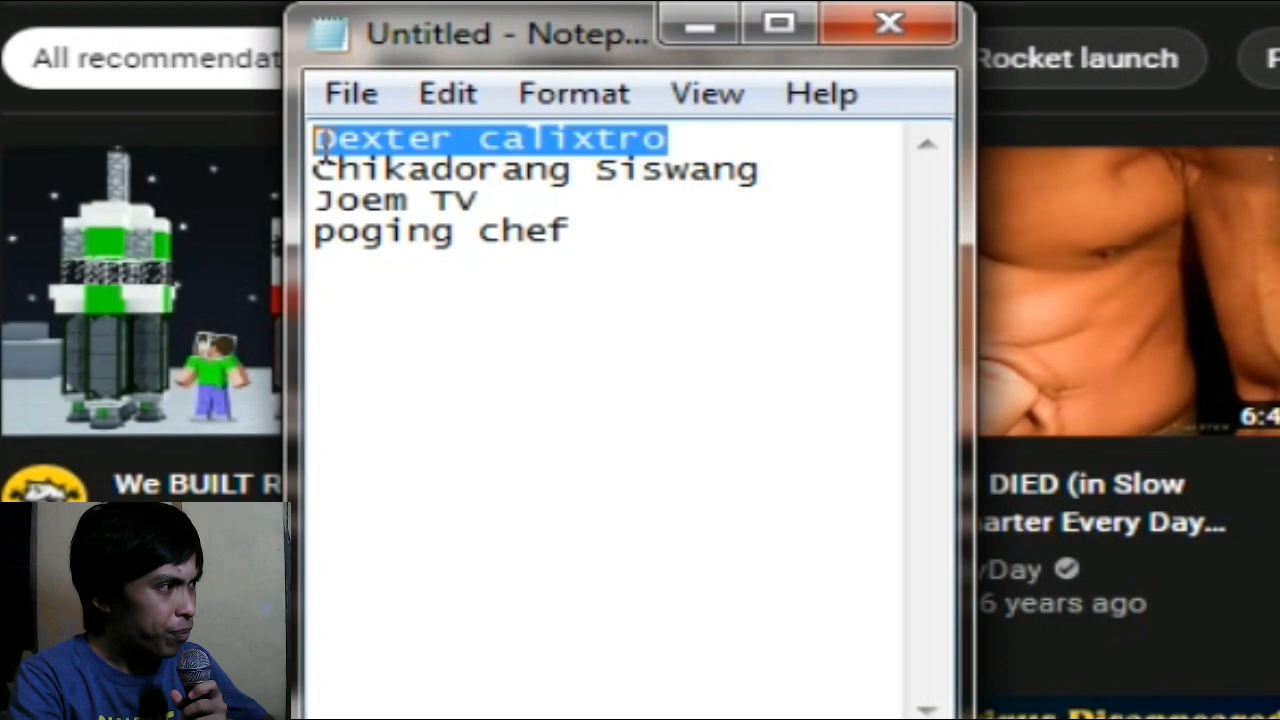 All recommendat
Untitled - Notep...
Rocket launch
File Edit Format View Help
Dexter calixtro
Chikadorang Siswang
Joem TV
poging chef
6:4
We BUILT R
DIED (in Slow
arter Every Day...
yDay
6 years ago